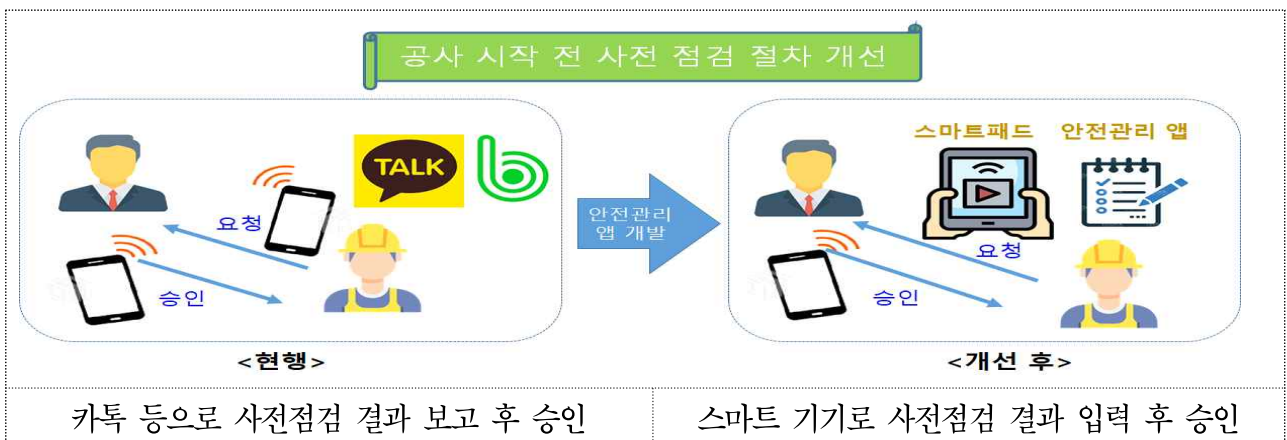 공사 시작 전 사전 점검 절차 개선
TALK
b
요청
승인
<현행>
안전관리
앱 개발
스마트패드 안전관리 앱
요청
승인
<개선 후>
카톡 등으로 사전점검 결과 보고 후 승인
스마트 기기로 사전점검 결과 입력 후 승인